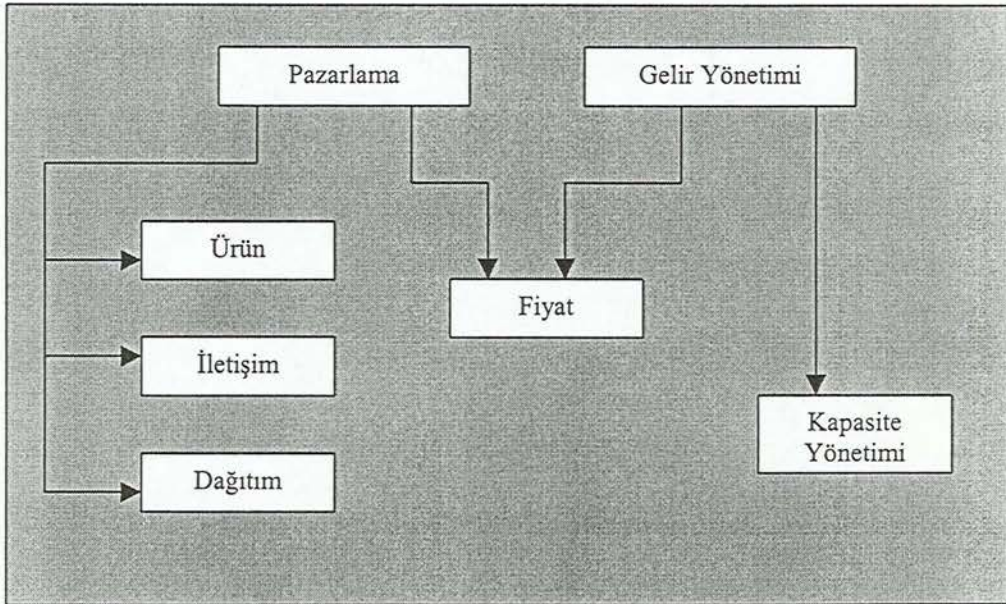 Pazarlama
Gelir Yönetimi
Ürün
Fiyat
İletişim
Kapasite
Yönetimi
Dağıtım